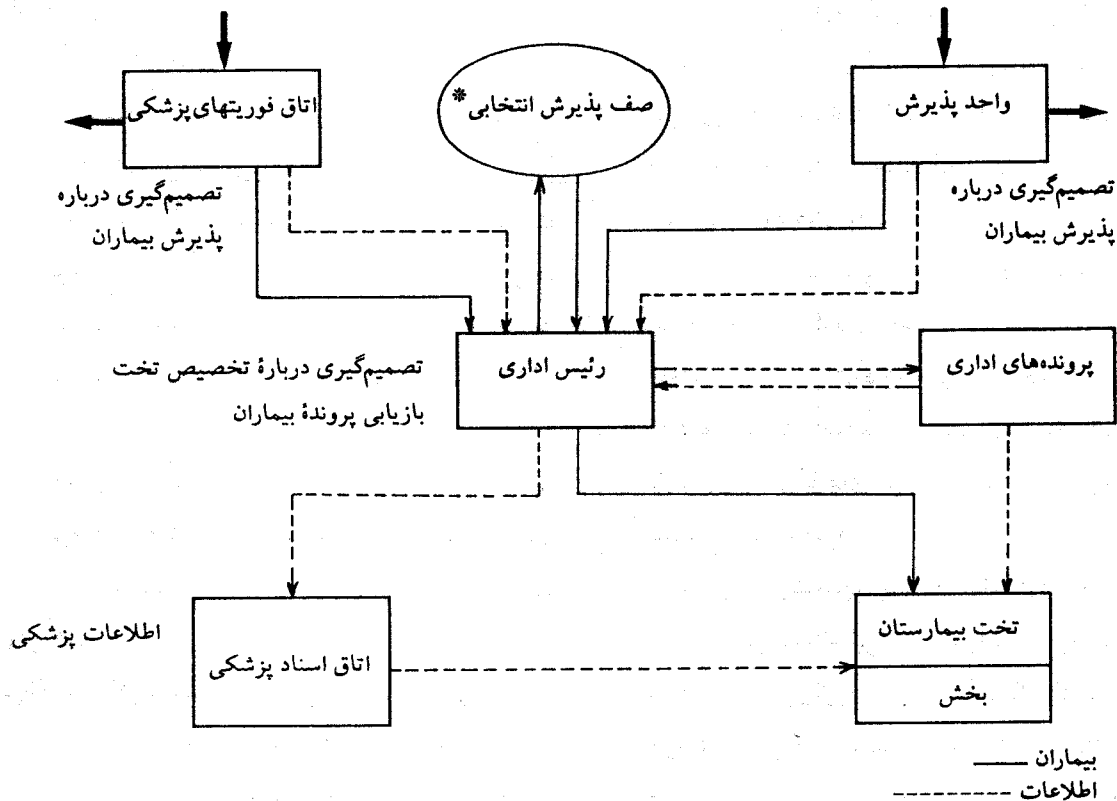 واحد پذیرش
صف پذیرش انتخابی*
اتاق فوریتهای پزشکی
تصمیم‌گیری درباره
پذیرش بیماران
تصمیم‌گیری درباره
پذیرش بیماران
پرونده‌های اداری
رئیس اداری
تصمیم‌گیری دربارهٔ تخصیص تخت
بازیابی پروندهٔ بیماران
تخت بیمارستان
بخش
اتاق اسناد پزشکی
اطلاعات پزشکی
بیماران
اطلاعات